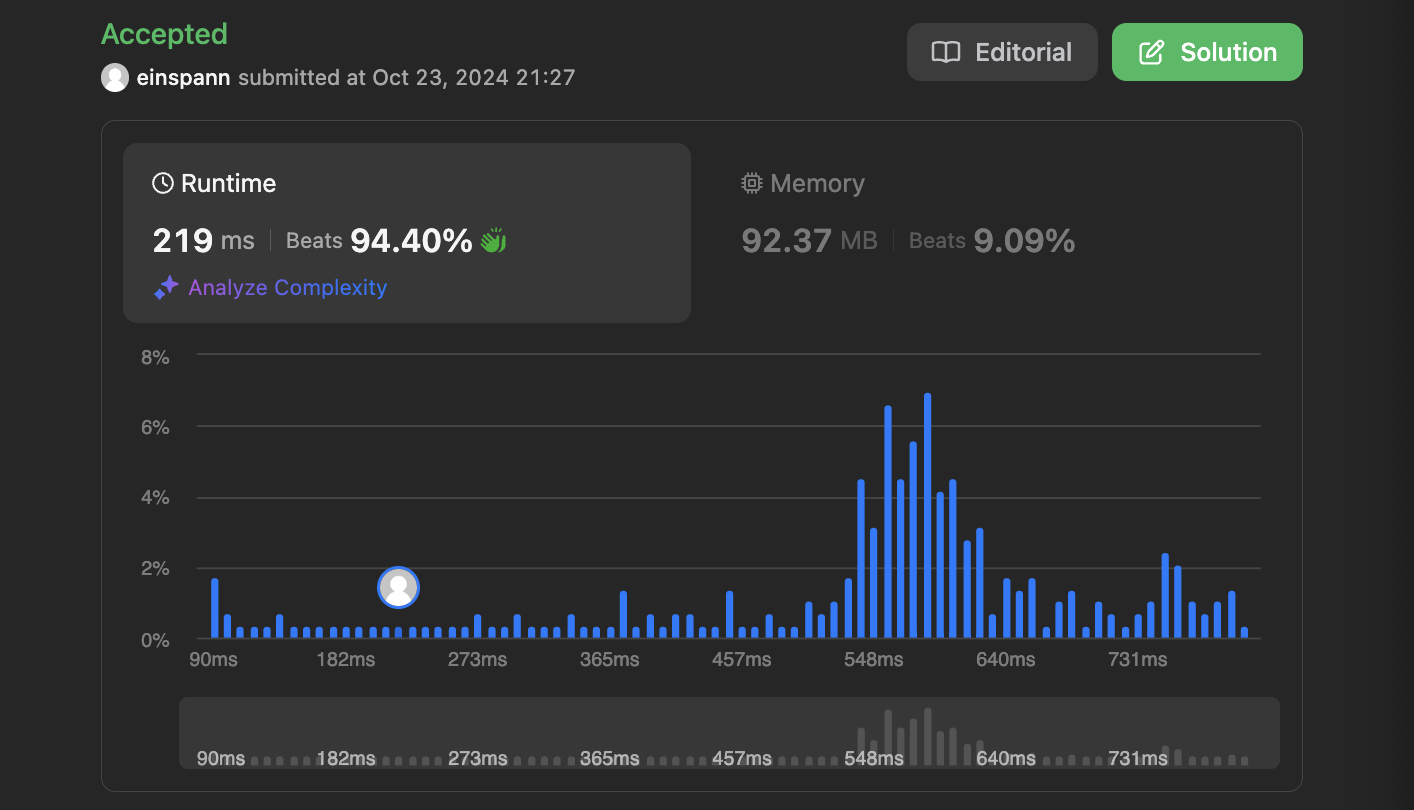 Accepted
einspann submitted at Oct 23, 2024 21:27
Editorial
Solution
Runtime
219 ms Beats 94.40%
Analyze Complexity
Memory
92.37 MB Beats 9.09%
8%
6%
4%
2%
0%
90ms 182ms 273ms 365ms 457ms 548ms 640ms 731ms
90ms 182ms 273ms 365ms 457ms 548ms 640ms 731ms